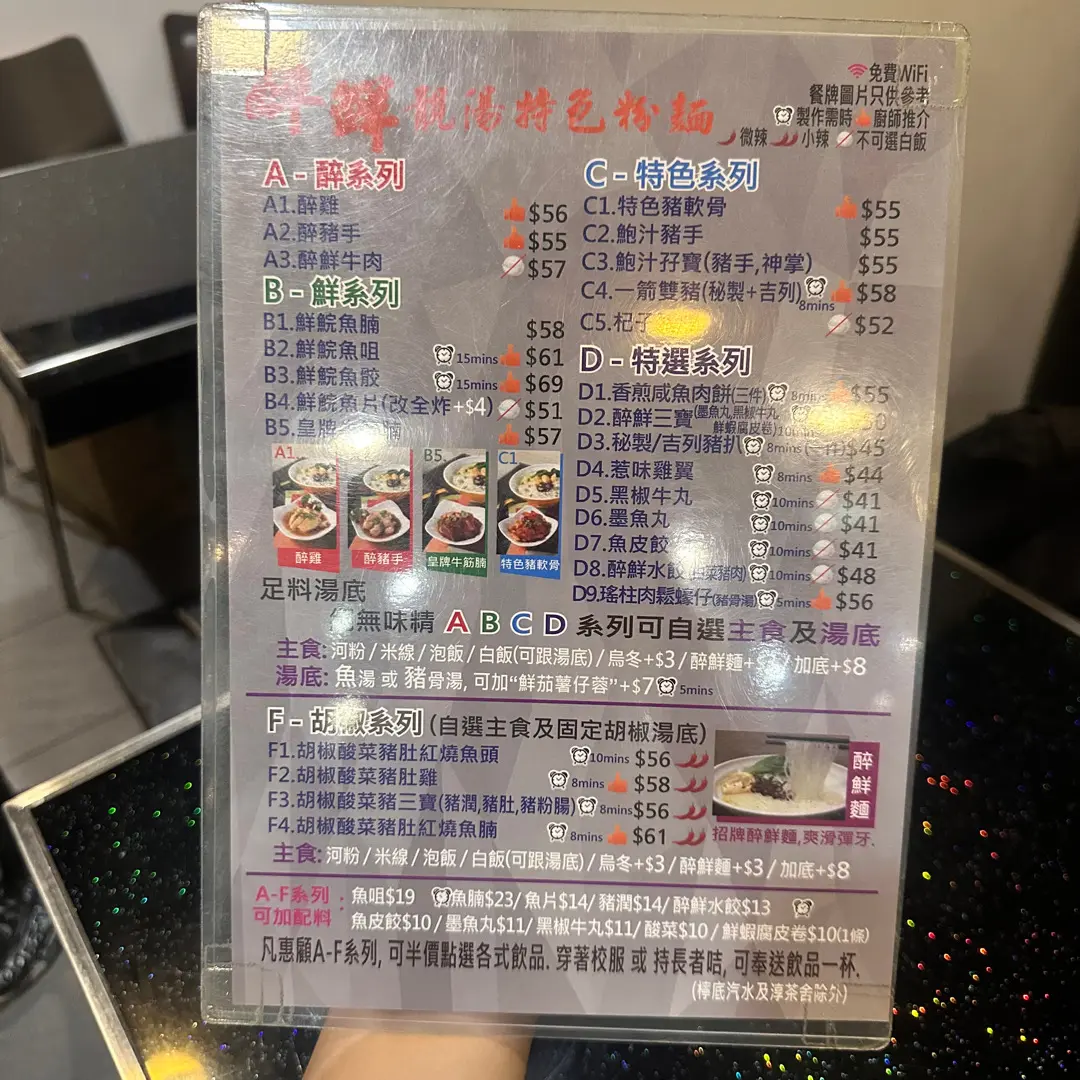 免費WiFi
餐牌圖片只供參考
製作需時 廚師推介
微辣 小辣 不可選白飯
鮮靚湯特色粉麵
A - 醉系列
A1.醉雞 $56
A2.醉豬手 $55
A3.醉鮮牛肉 $57
B - 鮮系列
B1.鮮鯇魚腩 $58
B2.鮮鯇魚咀 15mins $61
B3.鮮鯇魚骹 15mins $69
B4.鮮鯇魚片(改全炸+$4) $51
B5.皇牌 腩 $57
A1. B5. C1
醉雞 醉豬手 皇牌牛筋腩 特色豬軟骨
C - 特色系列
C1.特色豬軟骨 $55
C2.鮑汁豬手 $55
C3.鮑汁孖寶(豬手,神掌) $55
C4.一箭雙豬(秘製+吉列) 8mins $58
C5.杞子 $52
D - 特選系列
D1.香煎咸魚肉餅(三件) 8mins $55
D2.醉鮮三寶(墨魚丸,黑椒牛丸
鮮蝦腐皮卷)
D3.秘製/吉列豬扒 8mins $45
D4.惹味雞翼 8mins $44
D5.黑椒牛丸 10mins $41
D6.墨魚丸 10mins $41
D7.魚皮餃 10mins $41
D8.醉鮮水餃 菜豬肉) 10mins $48
D9.瑤柱肉鬆蠔仔(豬骨湯) 5mins $56
足料湯底
無味精 A B C D 系列可自選主食及湯底
主食: 河粉 / 米線 / 泡飯 / 白飯(可跟湯底) / 烏冬+$3 / 醉鮮麵+ / 加底+$8
湯底: 魚湯 或 豬骨湯, 可加“鮮茄薯仔蓉”+$7 5mins
F - 胡椒系列 (自選主食及固定胡椒湯底)
F1.胡椒酸菜豬肚紅燒魚頭 10mins $56
F2.胡椒酸菜豬肚雞 8mins $58
F3.胡椒酸菜豬三寶(豬潤,豬肚,豬粉腸) 8mins $56
F4.胡椒酸菜豬肚紅燒魚腩 8mins $61
醉鮮麵
招牌醉鮮麵,爽滑彈牙.
主食: 河粉 / 米線 / 泡飯 / 白飯(可跟湯底) / 烏冬+$3 / 醉鮮麵+$3 / 加底+$8
A-F系列 : 魚咀$19 魚腩$23/ 魚片$14/ 豬潤$14/ 醉鮮水餃$13
可加配料 魚皮餃$10 / 墨魚丸$11/ 黑椒牛丸$11/ 酸菜$10 / 鮮蝦腐皮卷$10(1條)
凡惠顧A-F系列, 可半價點選各式飲品. 穿著校服 或 持長者咭, 可奉送飲品一杯.
(樽底汽水及淳茶舍除外)